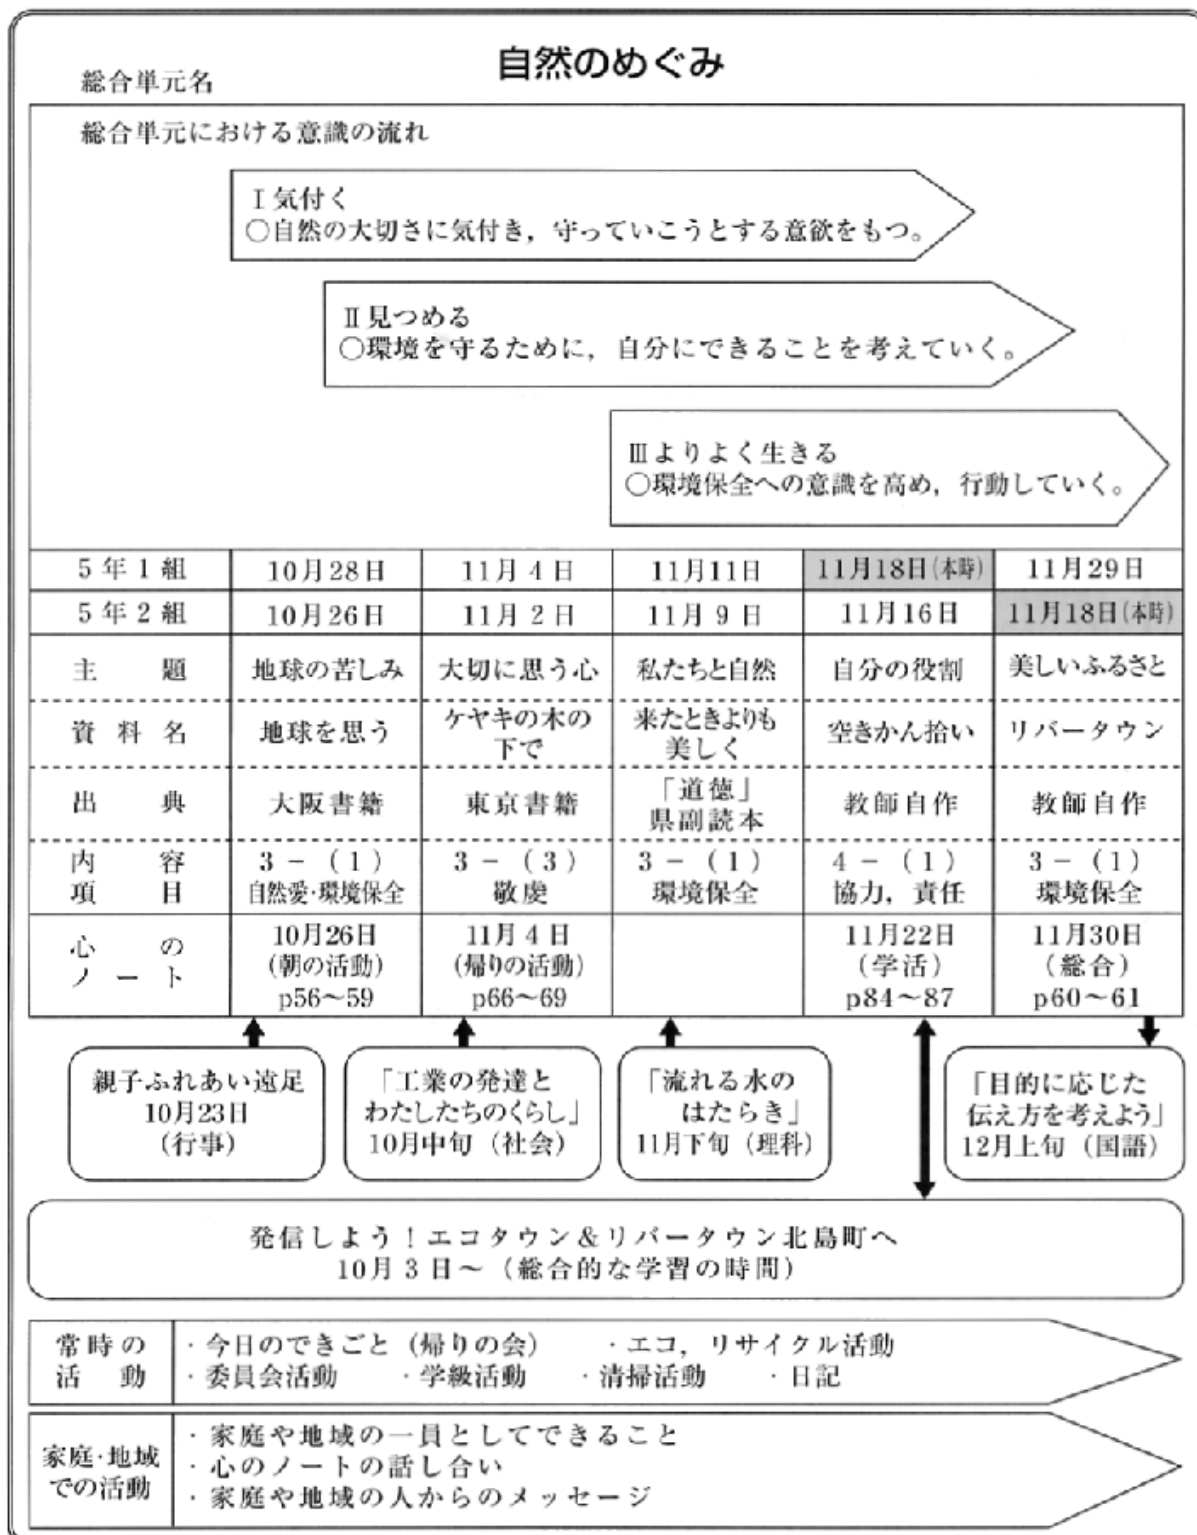 自然のめぐみ
総合単元名
総合単元における意識の流れ
Ⅰ気付く
○自然の大切さに気付き，守っていこうとする意欲をもつ。
Ⅱ見つめる
○環境を守るために，自分にできることを考えていく。
Ⅲよりよく生きる
○環境保全への意識を高め，行動していく。
5年1組 10月28日 11月4日 11月11日 11月18日(本時) 11月29日
5年2組 10月26日 11月2日 11月9日 11月16日 11月18日(本時)
主題 地球の苦しみ 大切に思う心 私たちと自然 自分の役割 美しいふるさと
資料名 地球を思う ケヤキの木の下で 来たときよりも美しく 空きかん拾い リバータウン
出典 大阪書籍 東京書籍 「道徳」県副読本 教師自作 教師自作
内容項目 3－(1) 自然愛·環境保全 3－(3) 敬虔 3－(1) 環境保全 4－(1) 協力，責任 3－(1) 環境保全
心のノート 10月26日 (朝の活動) p56～59 11月4日 (帰りの活動) p66～69 11月22日 (学活) p84～87 11月30日 (総合) p60～61
親子ふれあい遠足
10月23日
(行事)
「工業の発達と
わたしたちのくらし」
10月中旬（社会）
「流れる水の
はたらき」
11月下旬（理科）
「目的に応じた
伝え方を考えよう」
12月上旬（国語）
発信しよう！エコタウン＆リバータウン北島町へ
10月3日～（総合的な学習の時間）
常時の
活動
·今日のできごと（帰りの会） ·エコ，リサイクル活動
·委員会活動 ·学級活動 ·清掃活動 ·日記
家庭·地域
での活動
·家庭や地域の一員としてできること
·心のノートの話し合い
·家庭や地域の人からのメッセージ